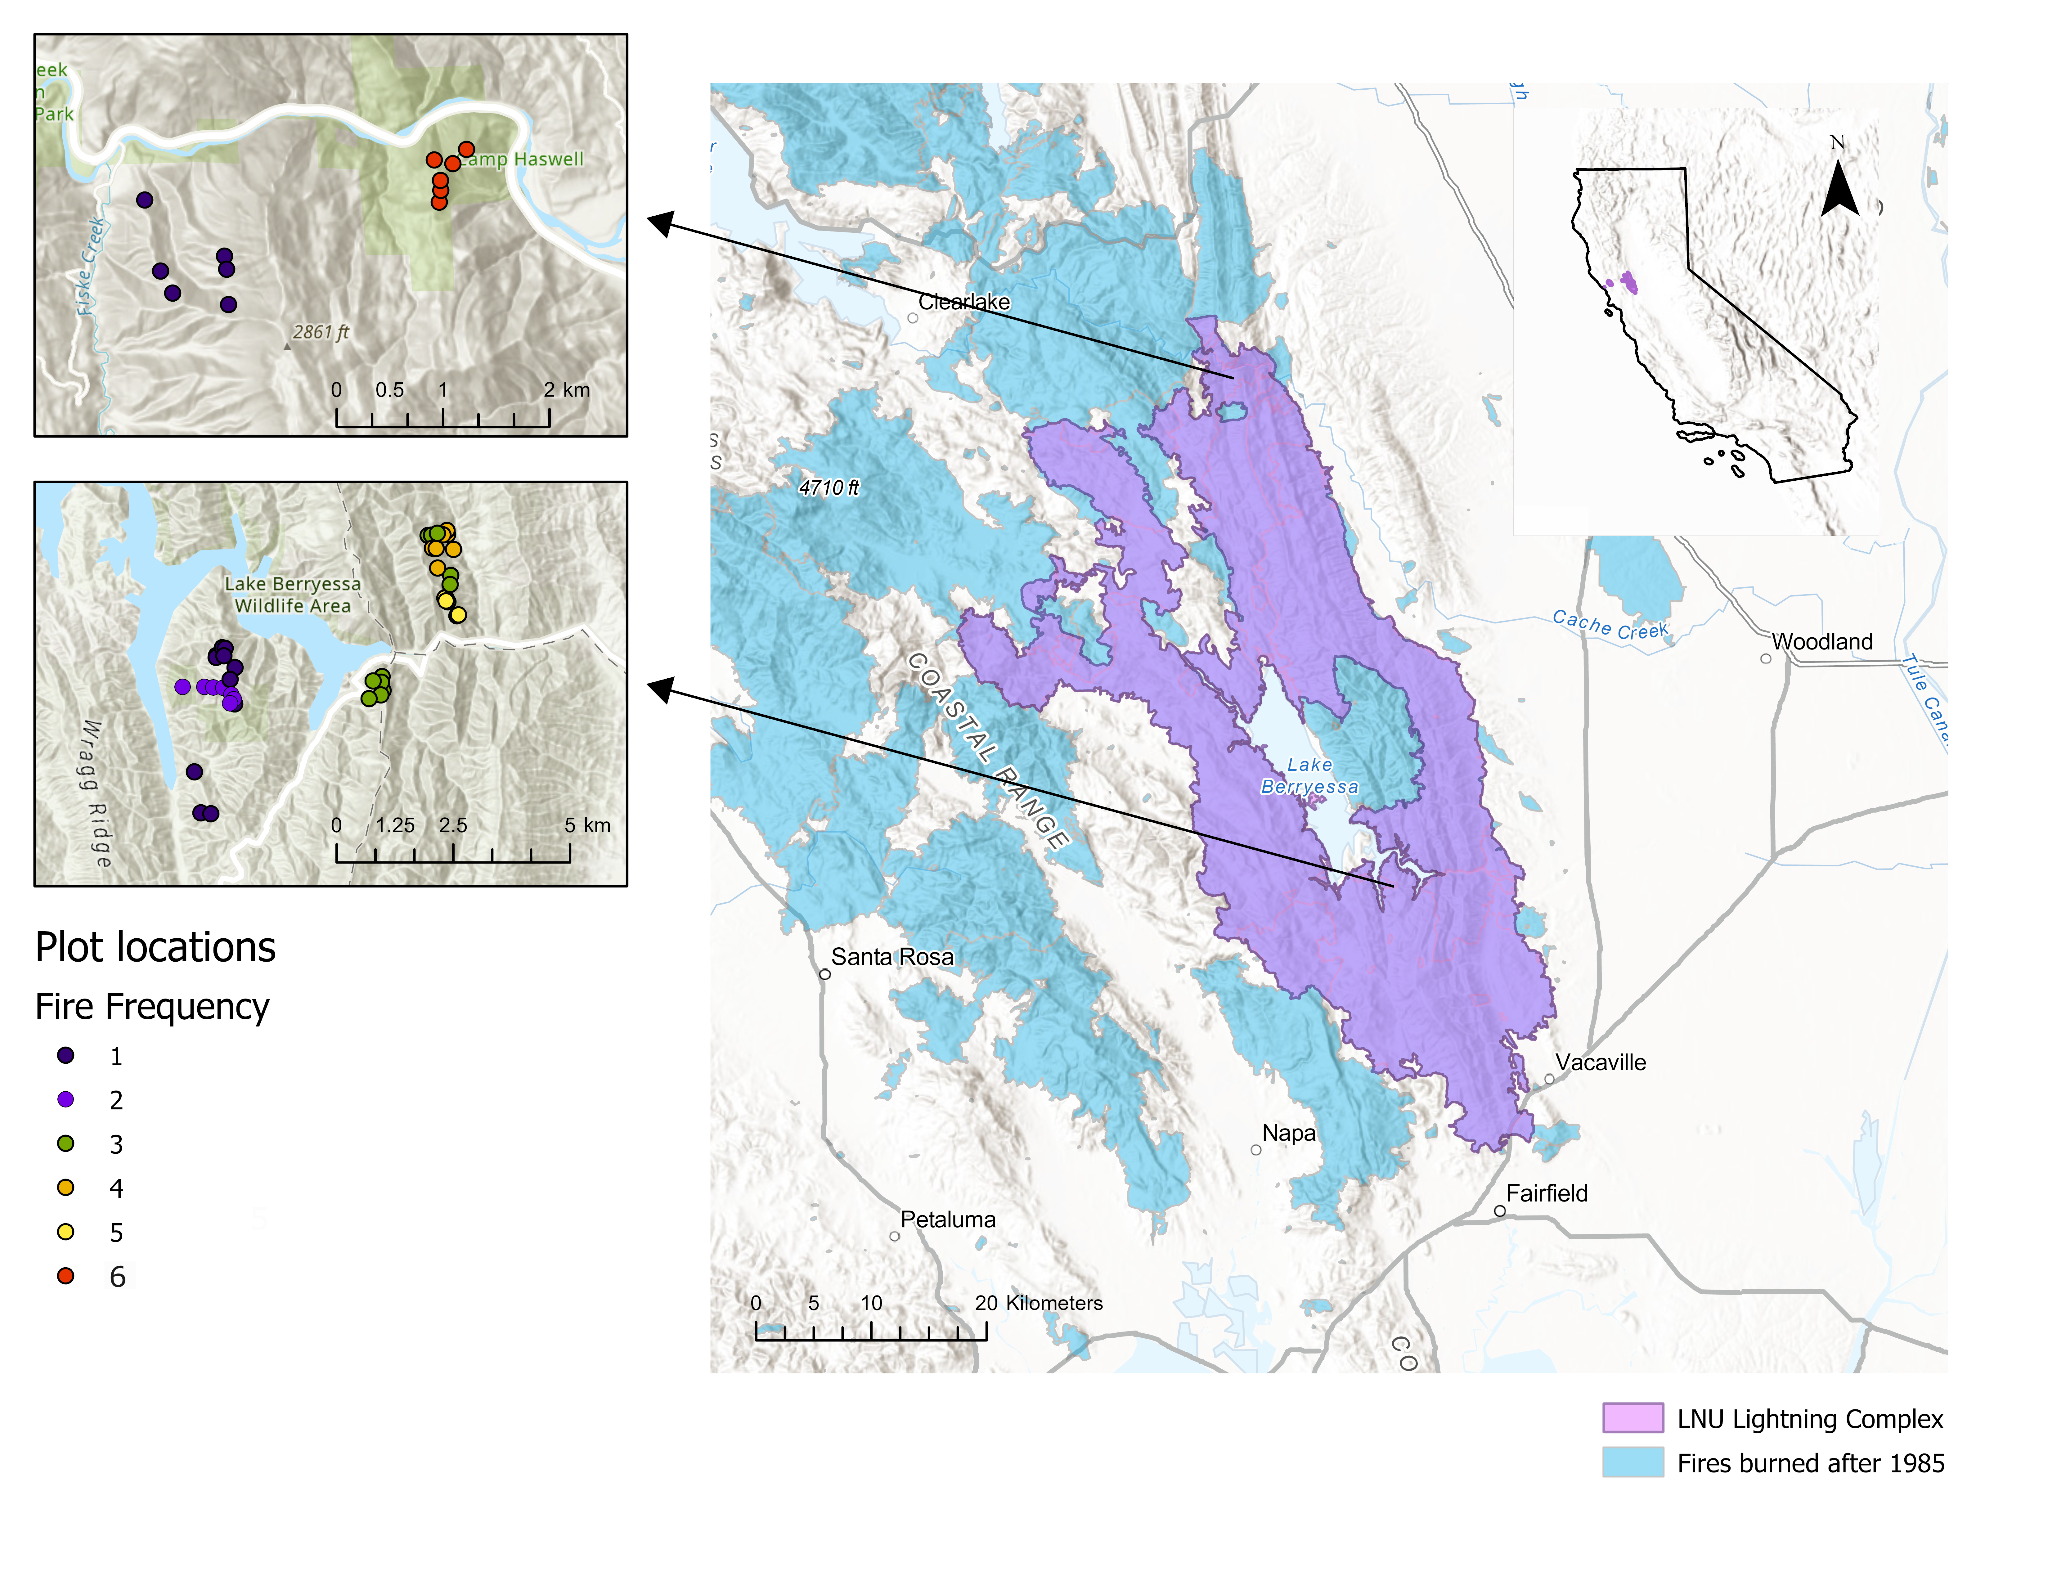 eek
n
Park
Camp Haswell
Fiske Creek
2861 ft
0 0.5 1 2 km
Lake Berryessa
Wildlife Area
Wragg Ridge
0 1.25 2.5 5 km
Plot locations
Fire Frequency
1
2
3
4
5
6
gh
N
Clearlake
S
S
4710 ft
Cache Creek
Woodland
Tule Cana
COASTAL RANGE
Lake
Berryessa
Santa Rosa
Vacaville
Napa
Fairfield
Petaluma
0 5 10 20 Kilometers
CO
LNU Lightning Complex
Fires burned after 1985